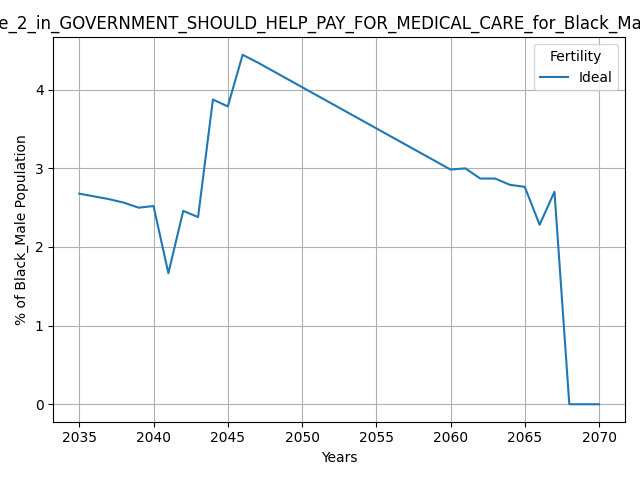 e_2_in_GOVERNMENT_SHOULD_HELP_PAY_FOR_MEDICAL_CARE_for_Black_Ma
Fertility
Ideal
% of Black_Male Population
4
3
2
1
0
2035 2040 2045 2050 2055 2060 2065 2070
Years